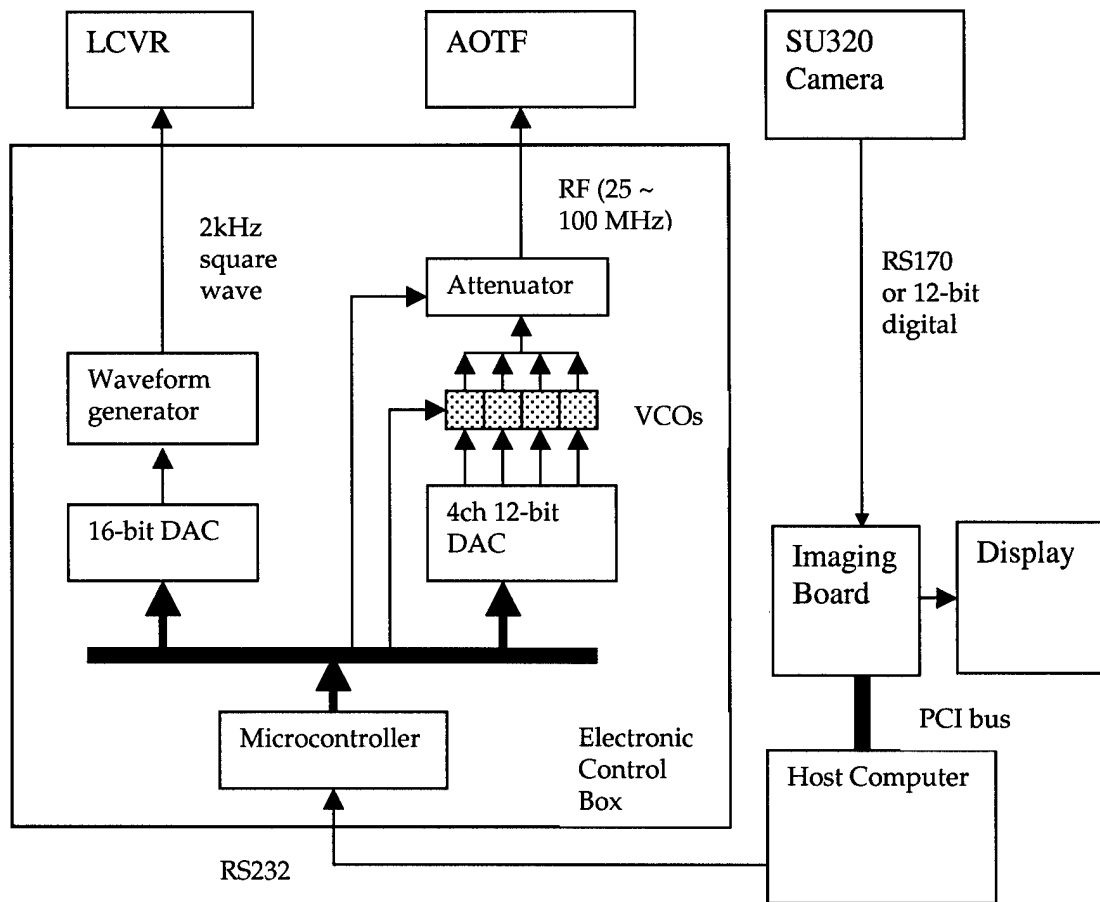 LCVR
AOTF
SU320
Camera
RF (25 ~
100 MHz)
2kHz
square
wave
Attenuator
RS170
or 12-bit
digital
Waveform
generator
VCOs
16-bit DAC
4ch 12-bit
DAC
Imaging
Board
Display
PCI bus
Microcontroller
Electronic
Control
Box
Host Computer
RS232